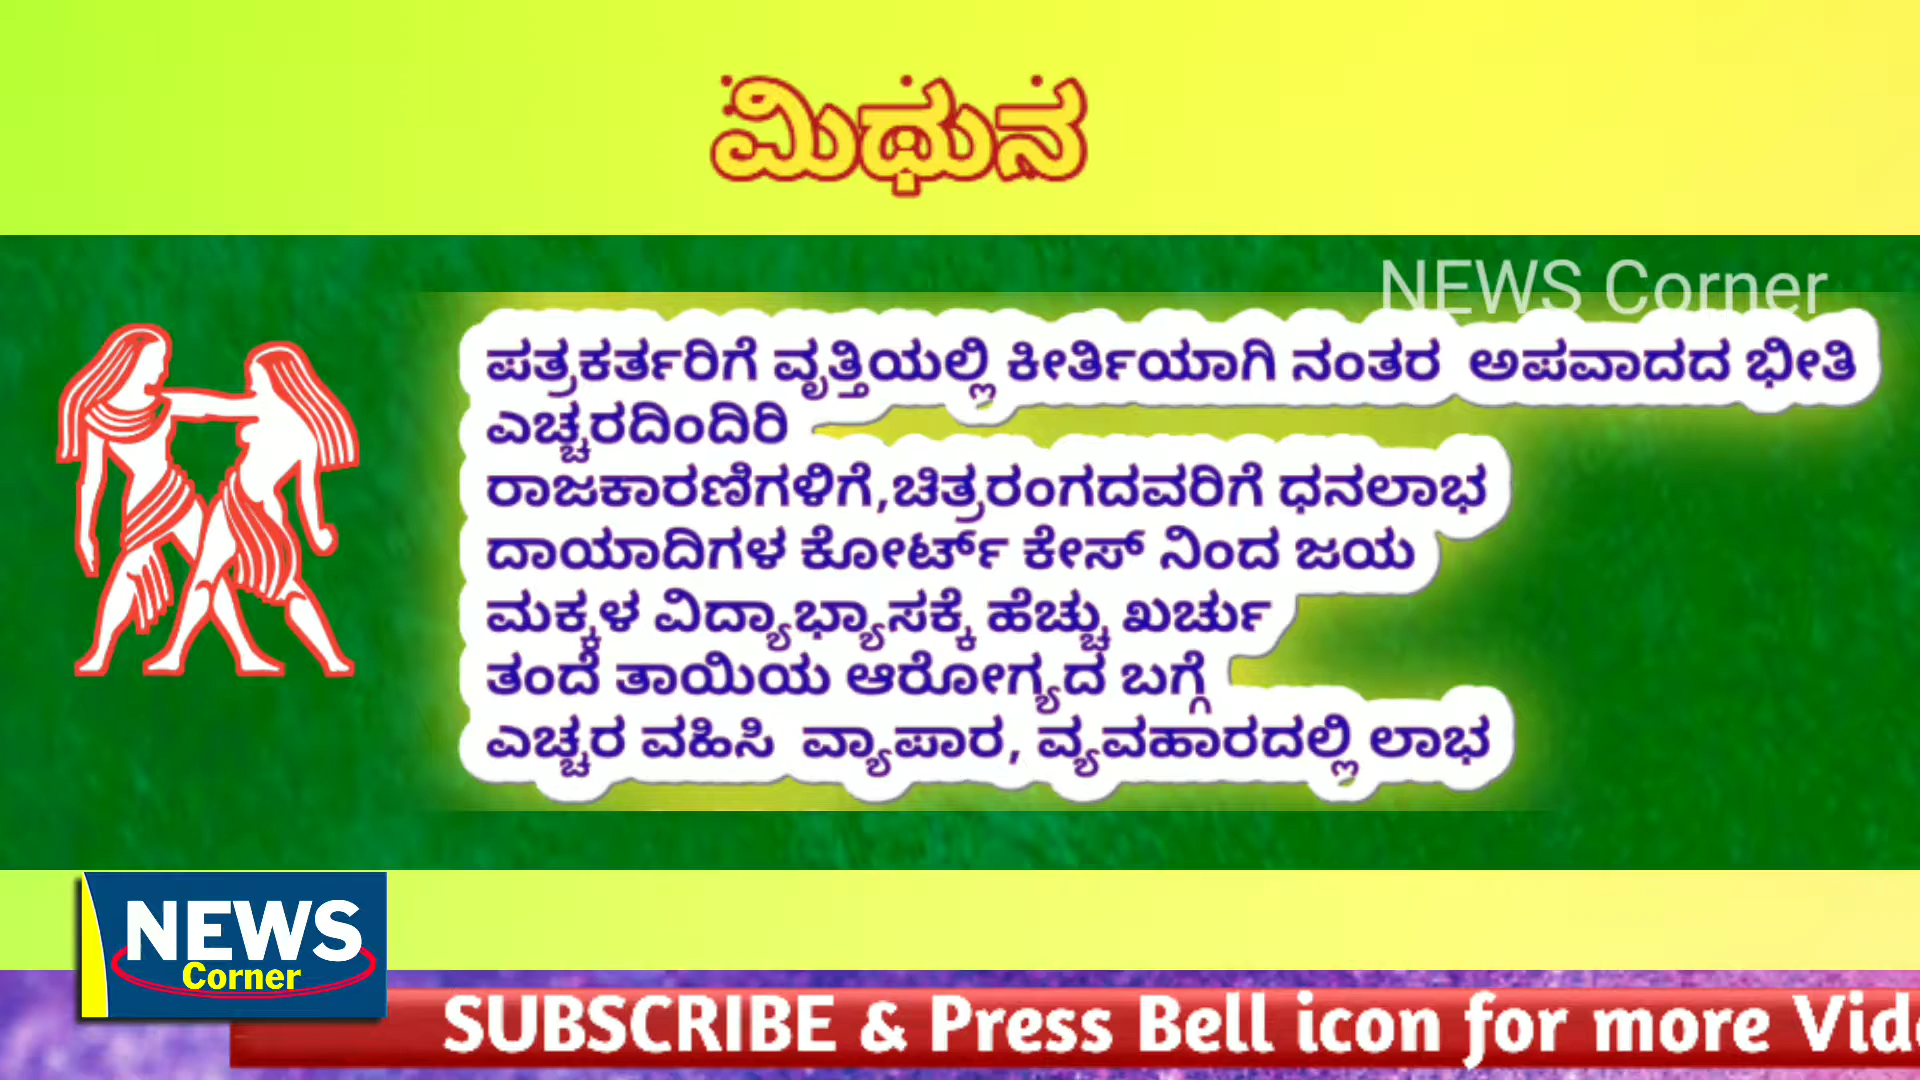 ಮಿಥುನ
NEWS Corner
ಪತ್ರಕರ್ತರಿಗೆ ವೃತ್ತಿಯಲ್ಲಿ ಕೀರ್ತಿಯಾಗಿ ನಂತರ ಅಪವಾದದ ಭೀತಿ
ಎಚ್ಚರದಿಂದಿರಿ
ರಾಜಕಾರಣಿಗಳಿಗೆ,ಚಿತ್ರರಂಗದವರಿಗೆ ಧನಲಾಭ
ದಾಯಾದಿಗಳ ಕೋರ್ಟ್ ಕೇಸ್ ನಿಂದ ಜಯ
ಮಕ್ಕಳ ವಿದ್ಯಾಭ್ಯಾಸಕ್ಕೆ ಹೆಚ್ಚು ಖರ್ಚು
ತಂದೆ ತಾಯಿಯ ಆರೋಗ್ಯದ ಬಗ್ಗೆ
ಎಚ್ಚರ ವಹಿಸಿ ವ್ಯಾಪಾರ, ವ್ಯವಹಾರದಲ್ಲಿ ಲಾಭ
NEWS
Corner
SUBSCRIBE & Press Bell icon for more Vid